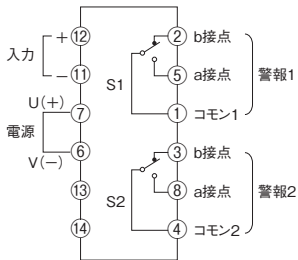 ⑫
② b接点
入力
+
−
⑪
S1
⑤ a接点
警報1
U(+)
⑦
① コモン1
電源
⑥
V(−)
③ b接点
⑬
S2
⑧ a接点
警報2
⑭
④ コモン2